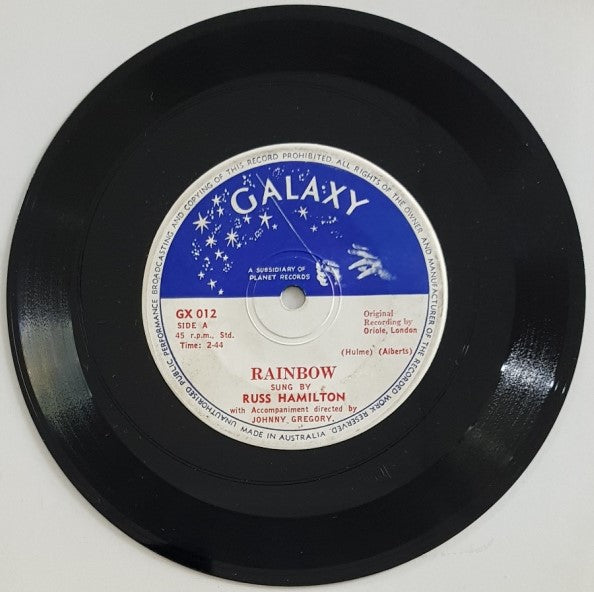 UNAUTHORISED PUBLIC PERFORMANCE BROADCASTING AND COPYING OF THIS RECORD PROHIBITED. ALL RIGHTS OF THE OWNER AND MANUFACTURER OF THE RECORDED WORK RESERVED.
GALAXY
A SUBSIDIARY OF
PLANET RECORDS
GX 012
SIDE A
45 r.p.m., Std.
Time: 2-44
Original
Recording by
Oriole, London
(Hulme) (Alberts)
RAINBOW
SUNG BY
RUSS HAMILTON
with Accompaniment directed by
JOHNNY GREGORY.
MADE IN AUSTRALIA